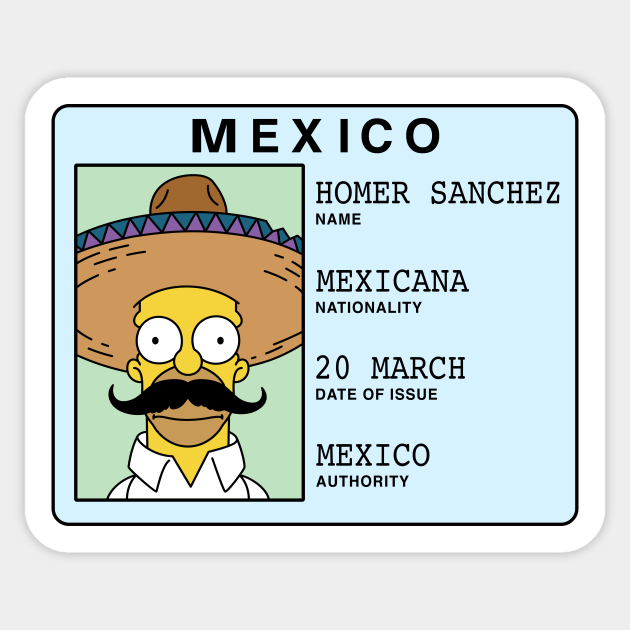 MEXICO
HOMER SANCHEZ
NAME
MEXICANA
NATIONALITY
20 MARCH
DATE OF ISSUE
MEXICO
AUTHORITY